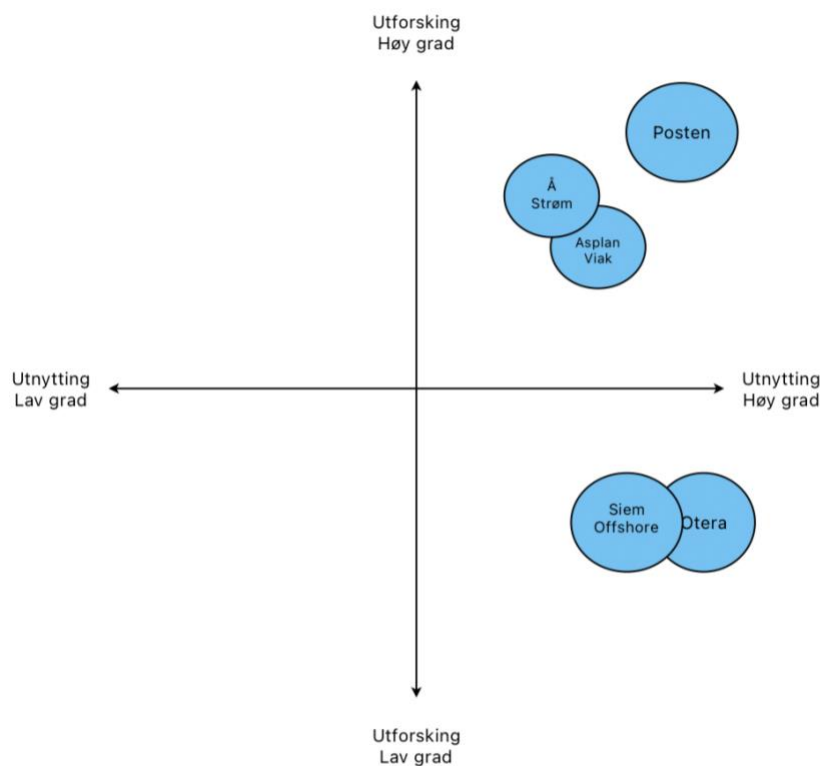 Utforsking
Høy grad
Posten
Å
Strøm
Asplan
Viak
Utnytting
Lav grad
Utnytting
Høy grad
Siem
Offshore
Otera
Utforsking
Lav grad